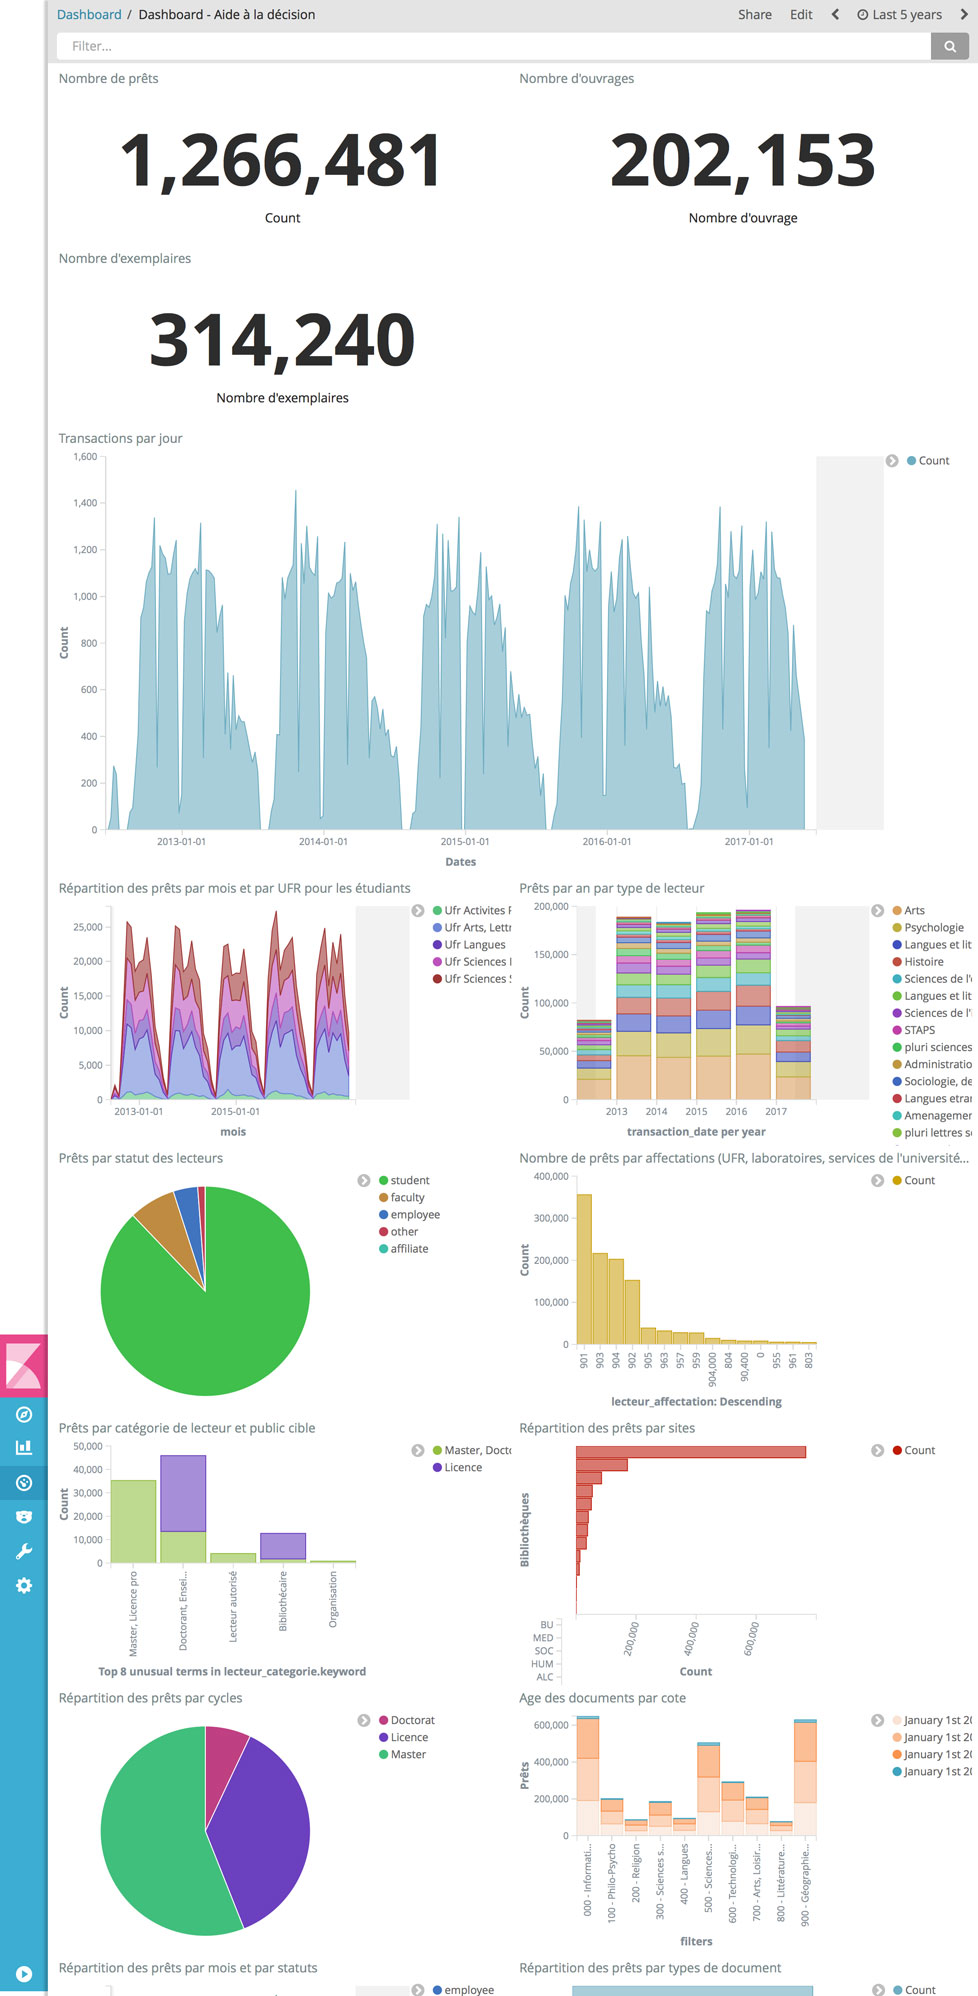 Dashboard / Dashboard - Aide à la décision
Share Edit Last 5 years
Filter...
Nombre de prêts
1,266,481
Count
Nombre d'ouvrages
202,153
Nombre d'ouvrage
Nombre d'exemplaires
314,240
Nombre d'exemplaires
Transactions par jour
1,600
1,400
1,200
1,000
800
600
400
200
0
Count
2013-01-01 2014-01-01 2015-01-01 2016-01-01 2017-01-01
Dates
Count
Répartition des prêts par mois et par UFR pour les étudiants
25,000
20,000
15,000
10,000
5,000
0
Count
2013-01-01 2015-01-01
mois
Ufr Activites
Ufr Arts, Lettr
Ufr Langues
Ufr Sciences
Ufr Sciences
Prêts par an par type de lecteur
200,000
150,000
100,000
50,000
0
Count
2013 2014 2015 2016 2017
transaction_date per year
Arts
Psychologie
Langues et lit
Histoire
Sciences de l'
Langues et lit
Sciences de l'
STAPS
pluri sciences
Administratio
Sociologie, de
Langues etran
Amenagemer
pluri lettres s
Prêts par statut des lecteurs
student
faculty
employee
other
affiliate
Nombre de prêts par affectations (UFR, laboratoires, services de l'université...
400,000
300,000
200,000
100,000
0
Count
901 903 904 902 905 963 957 959 904,000 804 90,400 0 955 961 803
lecteur_affectation: Descending
Count
Prêts par catégorie de lecteur et public cible
50,000
40,000
30,000
20,000
10,000
0
Count
Master, Licence pro
Doctorant, Ensei...
Lecteur autorisé
Bibliothécaire
Organisation
Top 8 unusual terms in lecteur_categorie.keyword
Master, Docto
Licence
Répartition des prêts par sites
Bibliothèques
BU
MED
SOC
HUM
ALC
200,000 400,000 600,000
Count
Count
Répartition des prêts par cycles
Doctorat
Licence
Master
Age des documents par cote
600,000
400,000
200,000
0
Prêts
000 - Informati...
100 - Philo-Psycho
200 - Religion
300 - Sciences s...
400 - Langues
500 - Sciences...
600 - Technologi...
700 - Arts, Loisir...
800 - Littérature...
900 - Géographie...
filters
January 1st 20
January 1st 20
January 1st 20
January 1st 20
Répartition des prêts par mois et par statuts
employee
Répartition des prêts par types de document
Count